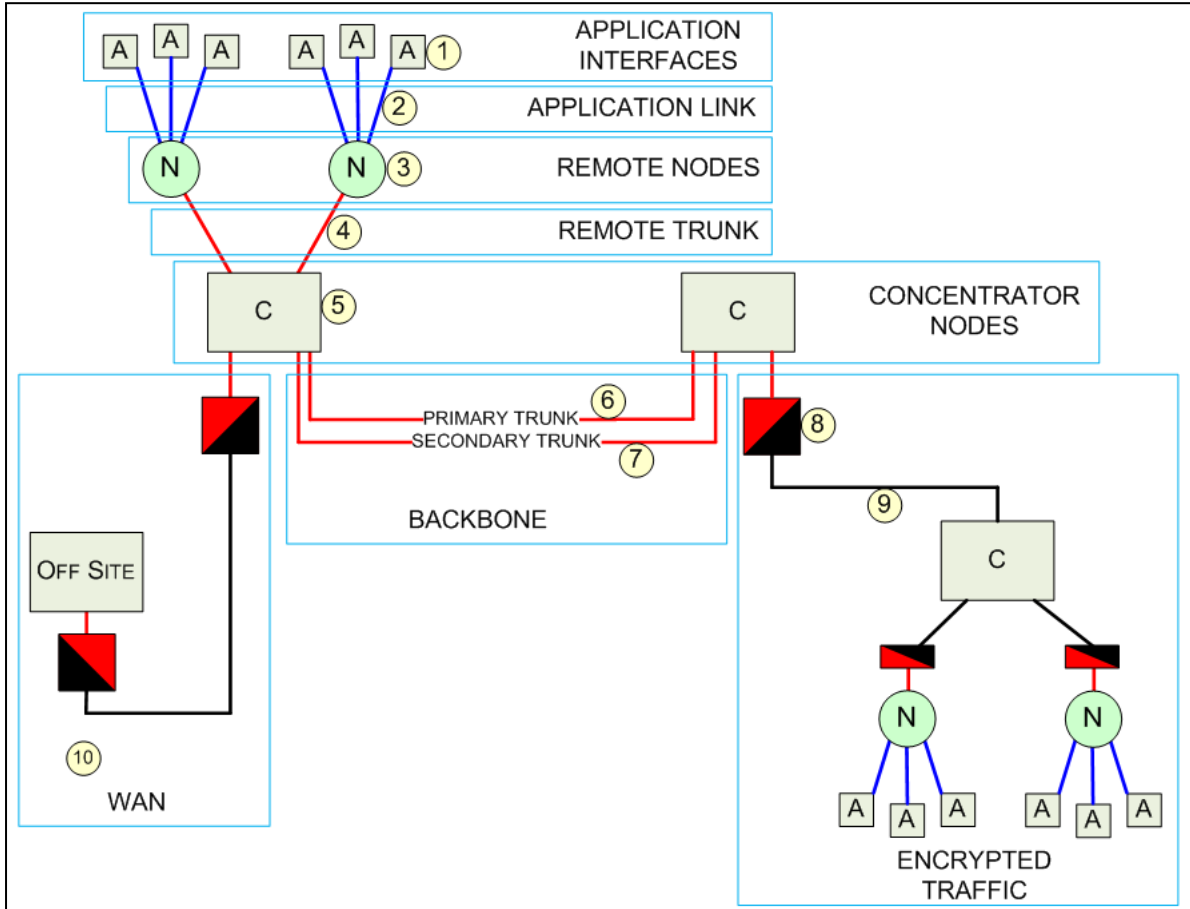 A A A A A A 1 APPLICATION
INTERFACES
2 APPLICATION LINK
N N 3 REMOTE NODES
4 REMOTE TRUNK
C 5 C CONCENTRATOR
NODES
6
PRIMARY TRUNK
SECONDARY TRUNK
7
BACKBONE
8
9
C
OFF SITE
10
WAN
N N
A A A A A A
ENCRYPTED
TRAFFIC